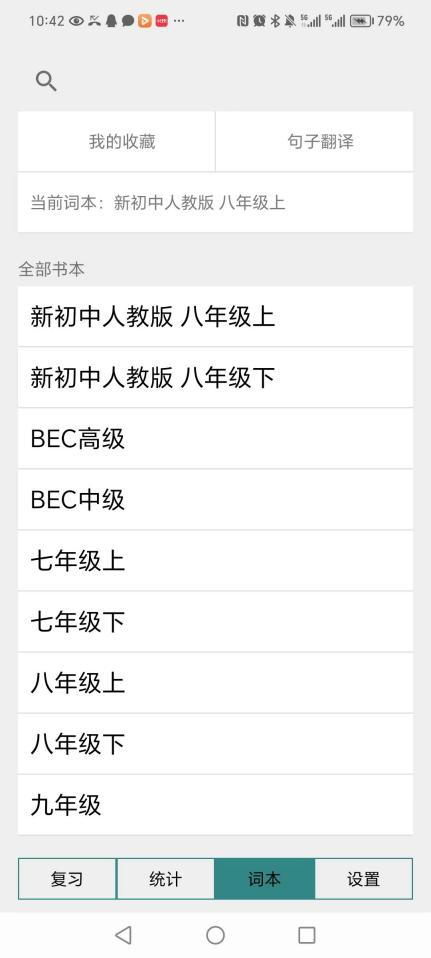 10:42 79%
我的收藏 句子翻译
当前词本：新初中人教版 八年级上
全部书本
新初中人教版 八年级上
新初中人教版 八年级下
BEC高级
BEC中级
七年级上
七年级下
八年级上
八年级下
九年级
复习 统计 词本 设置